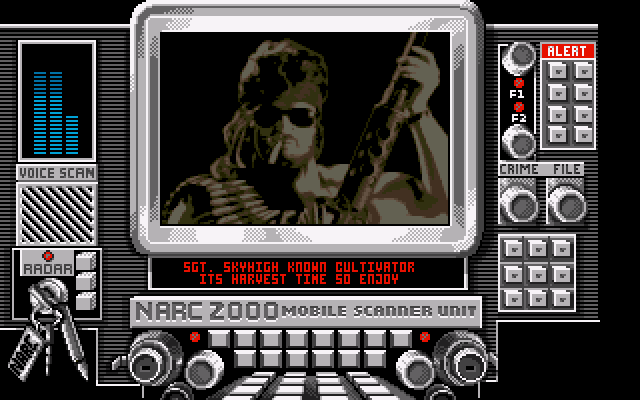 ALERT
F1
F2
VOICE SCAN
CRIME FILE
RADAR
SGT. SKYHIGH KNOWN CULTIVATOR
ITS HARVEST TIME SO ENJOY
NARC 2000 MOBILE SCANNER UNIT
NARC